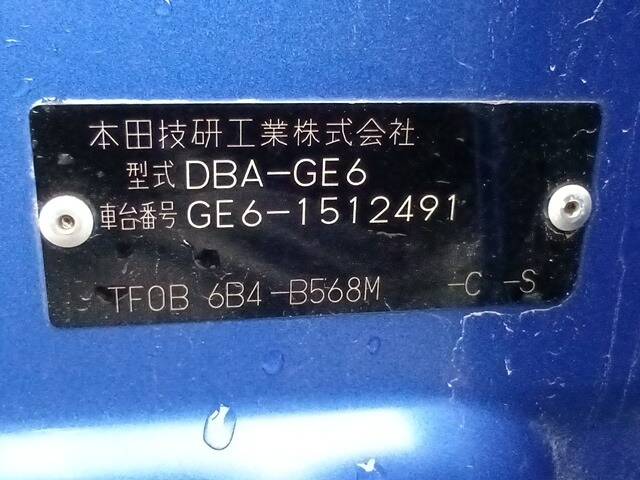 本田技研工業株式会社
型式 DBA-GE6
車台番号 GE6-1512491
TF0B 6B4-B568M -C -S